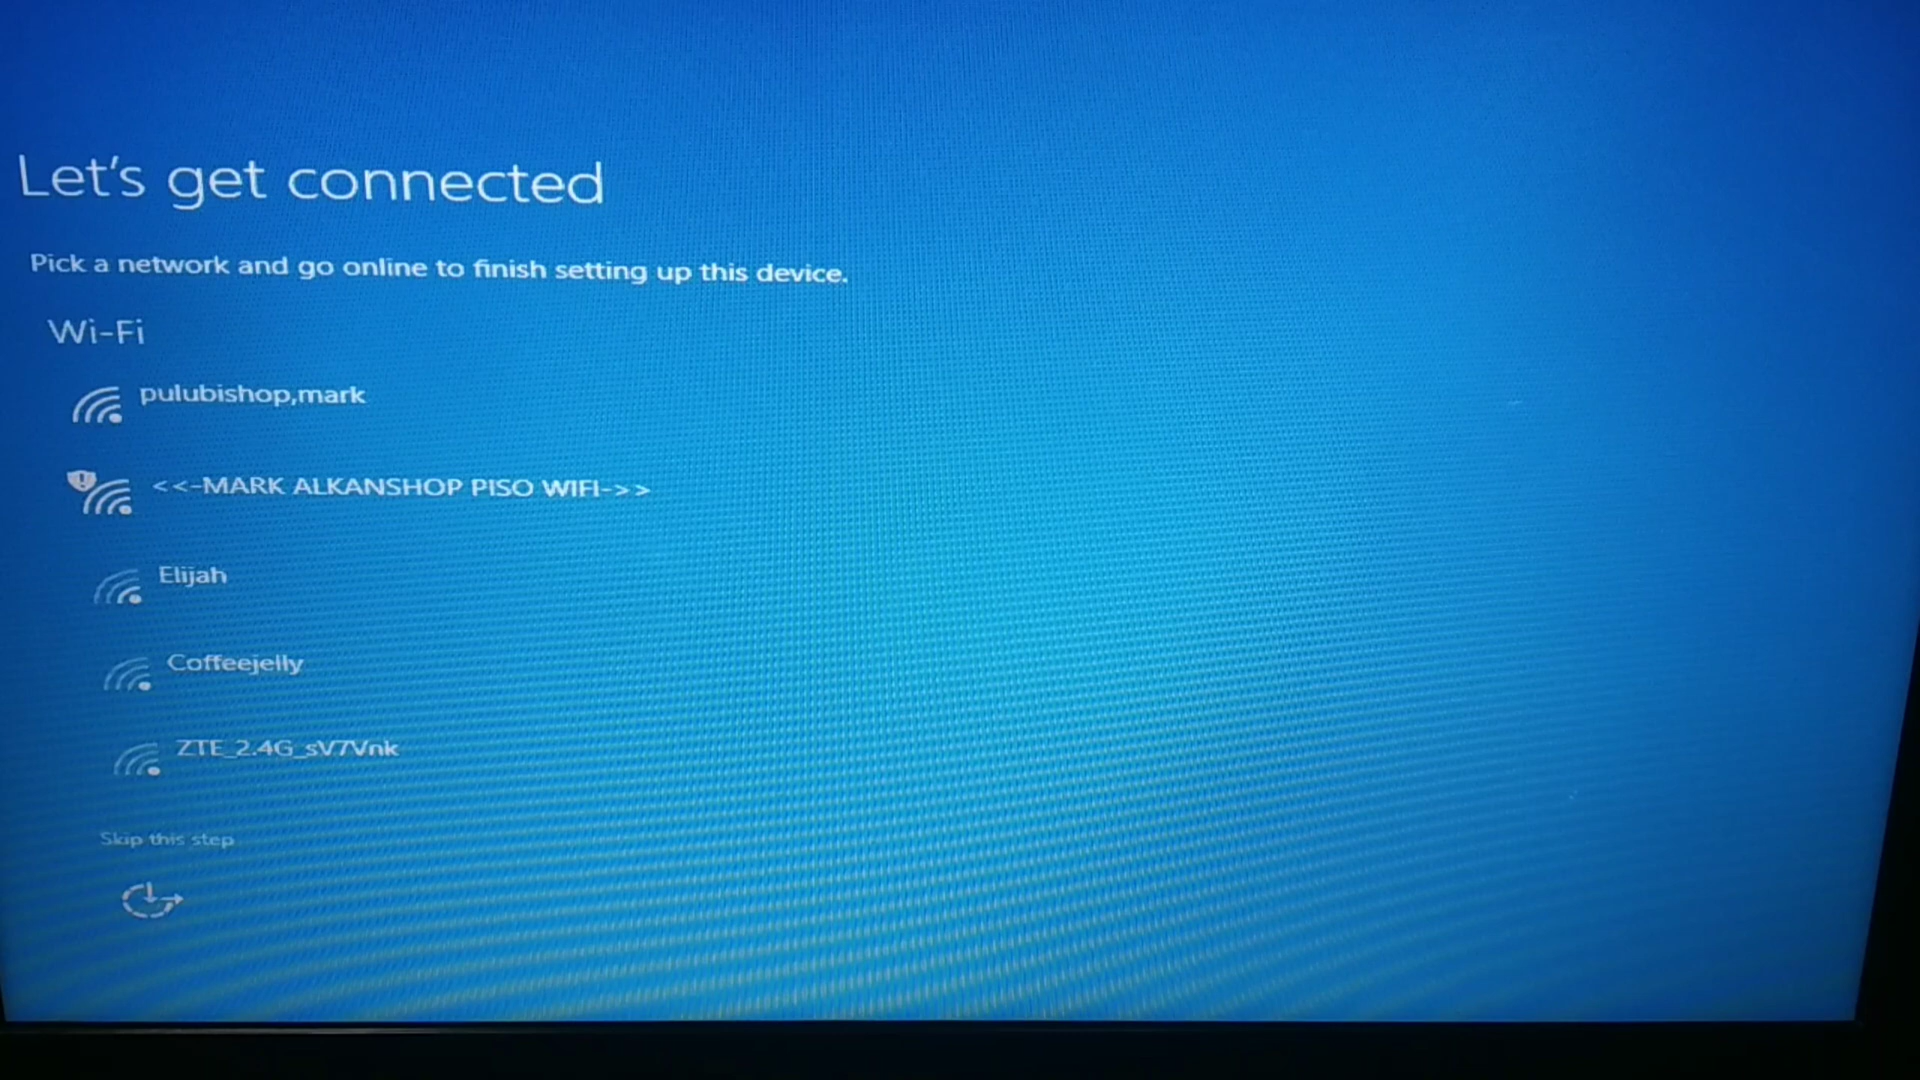 Let's get connected
Pick a network and go online to finish setting up this device.
Wi-Fi
pulubishop,mark
<<-MARK ALKANSHOP PISO WIFI->>
Elijah
Coffeejelly
ZTE_2.4G_sV7Vnk
Skip this step